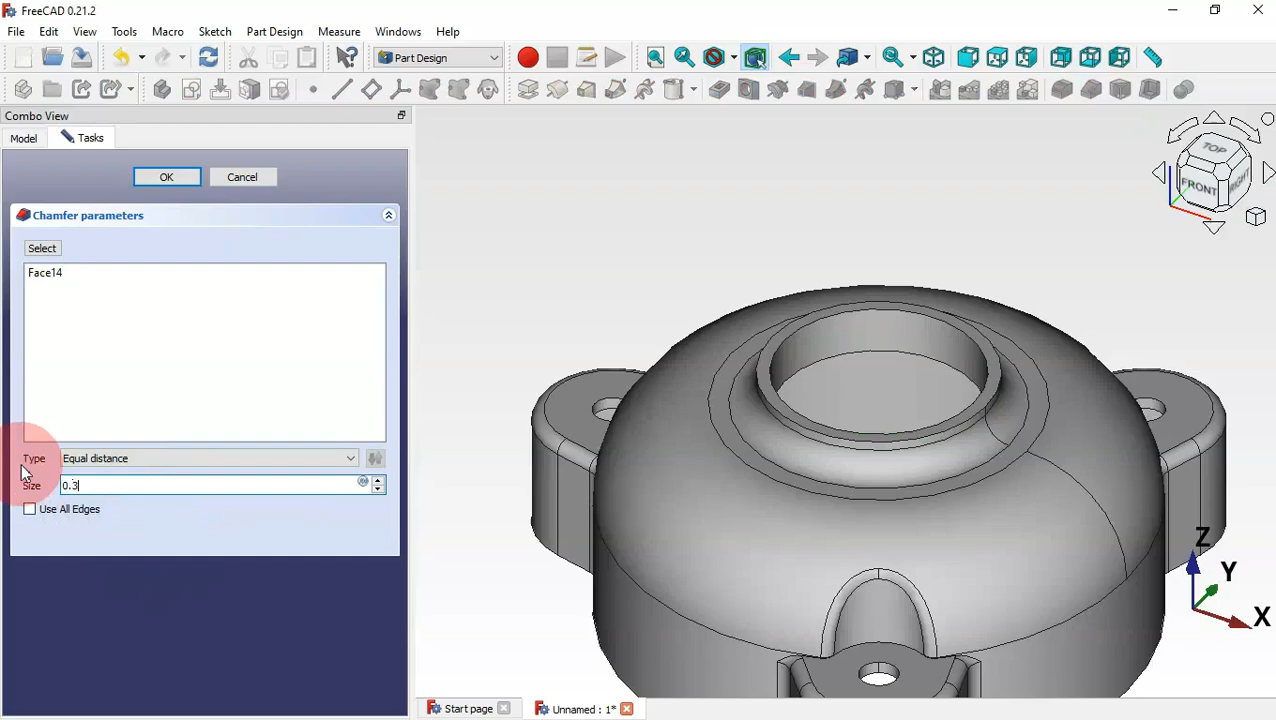 FreeCAD 0.21.2
File Edit View Tools Macro Sketch Part Design Measure Windows Help
Part Design
Combo View
Model Tasks
OK Cancel
Chamfer parameters
Select
Face14
Type Equal distance
Size 0.3
Use All Edges
TOP
FRONT
RIGHT
Z
Y
X
Start page Unnamed : 1*